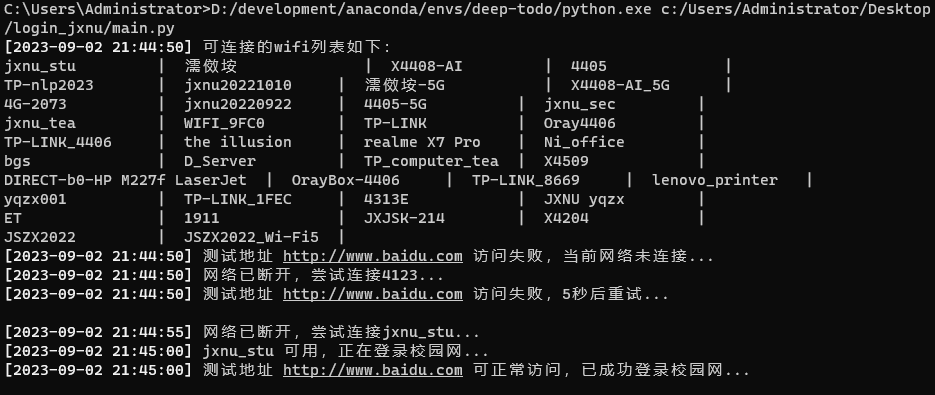 C:\Users\Administrator>D:/development/anaconda/envs/deep-todo/python.exe c:/Users/Administrator/Desktop
/login_jxnu/main.py
[2023-09-02 21:44:50] 可连接的wifi列表如下:
jxnu_stu | 濡傚垵 | X4408-AI | 4405 |
TP-nlp2023 | jxnu20221010 | 濡傚垵-5G | X4408-AI_5G |
4G-2073 | jxnu20220922 | 4405-5G | jxnu_sec |
jxnu_tea | WIFI_9FC0 | TP-LINK | Oray4406 |
TP-LINK_4406 | the illusion | realme X7 Pro | Ni_office |
bgs | D_Server | TP_computer_tea | X4509 |
DIRECT-b0-HP M227f LaserJet | OrayBox-4406 | TP-LINK_8669 | lenovo_printer |
yqzx001 | TP-LINK_1FEC | 4313E | JXNU yqzx |
ET | 1911 | JXJSK-214 | X4204 |
JSZX2022 | JSZX2022_Wi-Fi5 |
[2023-09-02 21:44:50] 测试地址 http://www.baidu.com 访问失败，当前网络未连接...
[2023-09-02 21:44:50] 网络已断开，尝试连接4123...
[2023-09-02 21:44:50] 测试地址 http://www.baidu.com 访问失败，5秒后重试...
[2023-09-02 21:44:55] 网络已断开，尝试连接jxnu_stu...
[2023-09-02 21:45:00] jxnu_stu 可用，正在登录校园网...
[2023-09-02 21:45:00] 测试地址 http://www.baidu.com 可正常访问，已成功登录校园网...